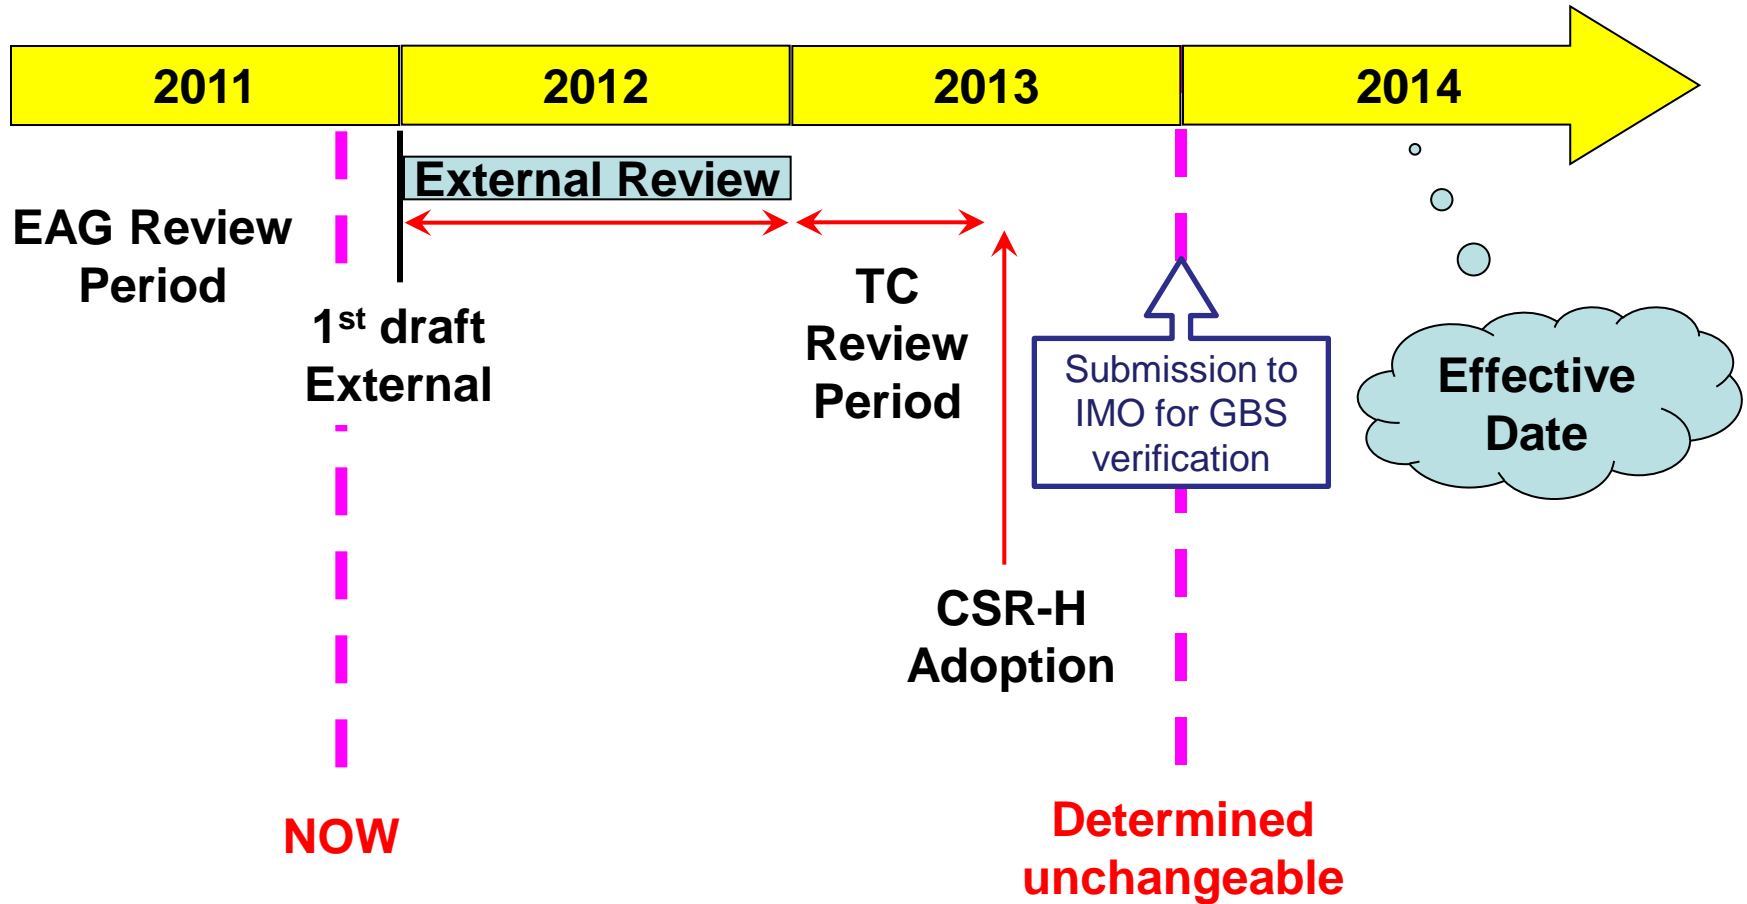 2011
2012
2013
2014
External Review
EAG Review
Period
1st draft
External
TC
Review
Period
Submission to
IMO for GBS
verification
Effective
Date
CSR-H
Adoption
NOW
Determined
unchangeable